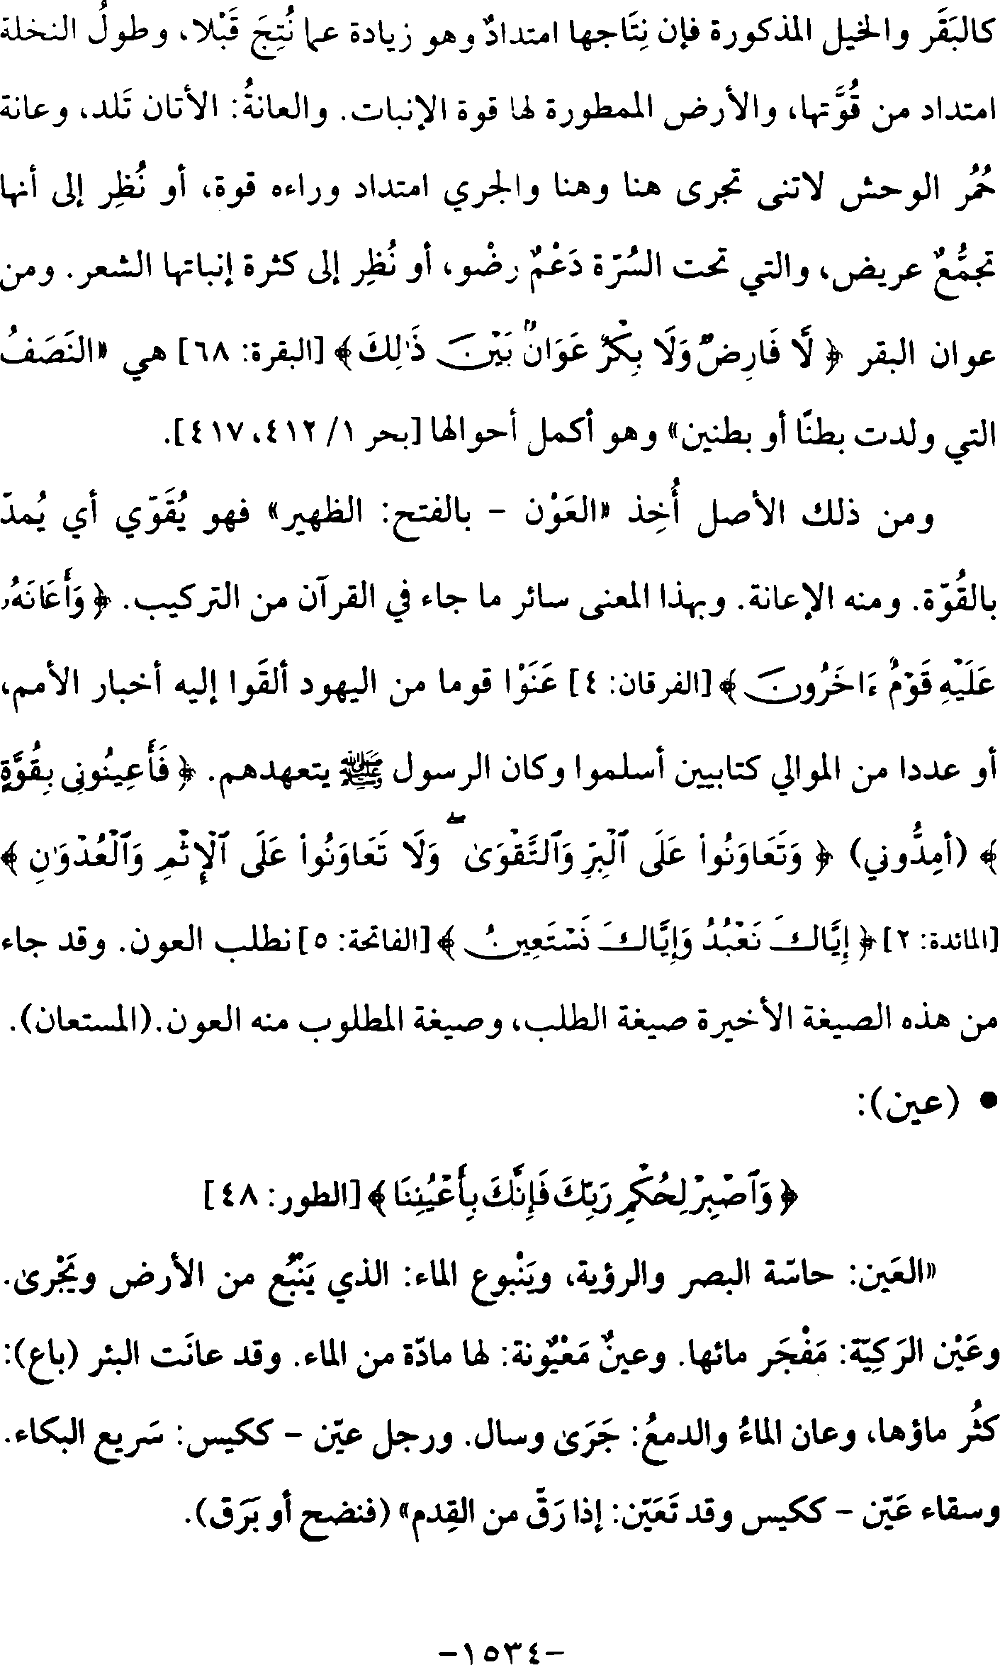 كالبَقَر والخيل المذكورة فإن نِتَاجها امتدادٌ وهو زيادة عما نُتِجَ قَبْلا، وطولُ النخلة
امتداد من قُوَّتها، والأرض الممطورة لها قوة الإنبات. والعانةُ: الأتان تَلد، وعانة
حُمُر الوحش لاتنى تجرى هنا وهنا والجري امتداد وراءه قوة، أو نُظِر إلى أنها
تجمُّعٌ عريض، والتي تحت السُرّة دَعْمٌ رضْو، أو نُظِر إلى كثرة إنباتها الشعر. ومن
عوان البقر ﴿ لَّا فَارِضٌ وَلَا بِكْرٌ عَوَانٌۢ بَيْنَ ذَٰلِكَ﴾ [البقرة: ٦٨] هي «النَصَفُ
التي ولدت بطنًا أو بطنين» وهو أكمل أحوالها [بحر ١/ ٤١٢، ٤١٧].
ومن ذلك الأصل أُخِذ «العَوْن – بالفتح: الظهير» فهو يُقَوّي أي يُمدّ
بالقُوّة. ومنه الإعانة. وبهذا المعنى سائر ما جاء في القرآن من التركيب. ﴿ وَأَعَانَهُۥ
عَلَيْهِ قَوْمٌ ءَاخَرُونَ ﴾ [الفرقان: ٤] عَنَوْا قوما من اليهود ألقَوا إليه أخبار الأمم،
أو عددا من الموالي كتابيين أسلموا وكان الرسول ﷺ يتعهدهم. ﴿ فَأَعِينُونِى بِقُوَّةٍ
﴾ (أمِدُّوني) ﴿ وَتَعَاوَنُوا۟ عَلَى ٱلْبِرِّ وَٱلتَّقْوَىٰ ۖ وَلَا تَعَاوَنُوا۟ عَلَى ٱلْإِثْمِ وَٱلْعُدْوَٰنِ ﴾
[المائدة: ٢] ﴿ إِيَّاكَ نَعْبُدُ وَإِيَّاكَ نَسْتَعِينُ ﴾ [الفاتحة: ٥] نطلب العون. وقد جاء
من هذه الصيغة الأخيرة صيغة الطلب، وصيغة المطلوب منه العون.(المستعان).
• (عين):
﴿ وَٱصْبِرْ لِحُكْمِ رَبِّكَ فَإِنَّكَ بِأَعْيُنِنَا ﴾ [الطور: ٤٨]
«العَين: حاسّة البصر والرؤية، ويَنْبوع الماء: الذي يَنْبُع من الأرض ويَجْرىٰ.
وعَيْن الرَكِيّة: مَفْجَر مائها. وعينٌ مَعْيُونة: لها مادّة من الماء. وقد عانَت البئر (باع):
كثُر ماؤها، وعان الماءُ والدمعُ: جَرَىٰ وسال. ورجل عيّن – ككيس: سَريع البكاء.
وسقاء عَيّن – ككيس وقد تَعَيّن: إذا رَقّ من القِدم» (فنضح أو بَرَق).
–١٥٣٤–